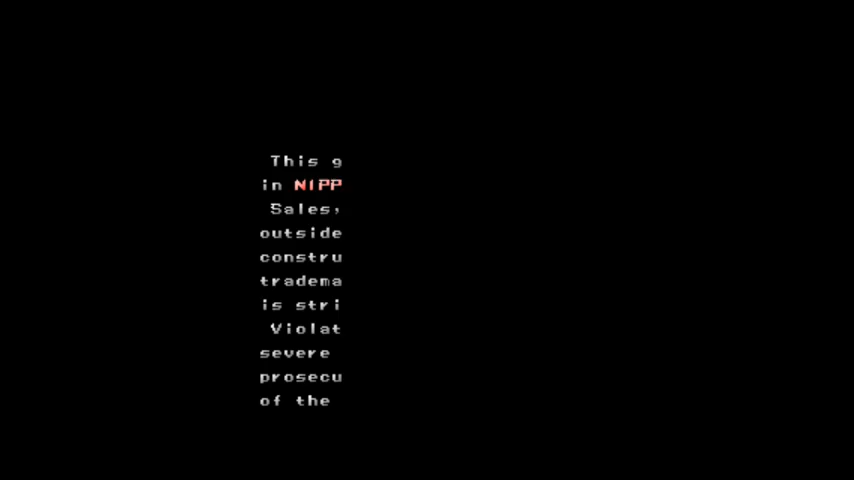 This g
in NIPP
Sales,
outside
constru
tradema
is stri
Violat
severe
prosecu
of the